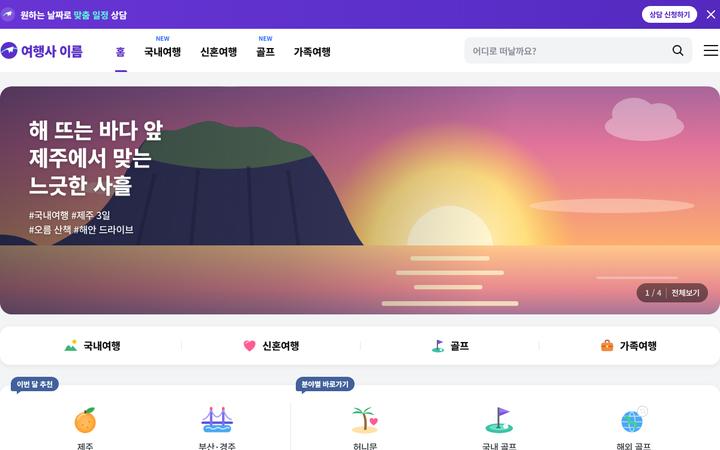 원하는 날짜로 맞춤 일정 상담
상담 신청하기
여행사 이름
홈
NEW
국내여행
신혼여행
NEW
골프
가족여행
어디로 떠날까요?
해 뜨는 바다 앞
제주에서 맞는
느긋한 사흘
#국내여행 #제주 3일
#오름 산책 #해안 드라이브
1 / 4 전체보기
국내여행
신혼여행
골프
가족여행
이번 달 추천
분야별 바로가기
제주
부산·경주
허니문
국내 골프
해외 골프